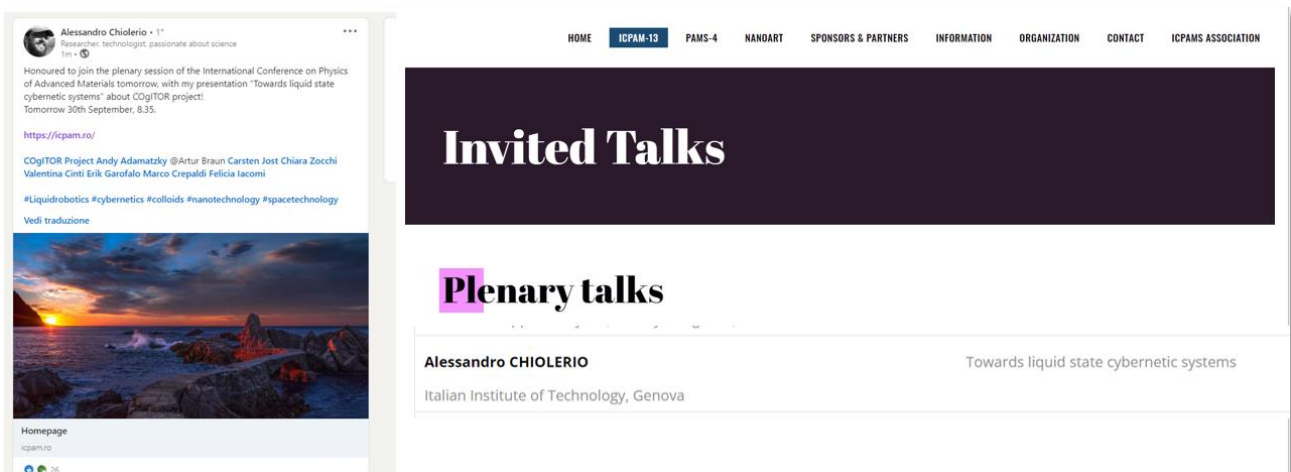 Alessandro Chiolerio • 1°
Researcher, technologist, passionate about science
1m •
Honoured to join the plenary session of the International Conference on Physics
of Advanced Materials tomorrow, with my presentation "Towards liquid state
cybernetic systems" about COgITOR project!
Tomorrow 30th September, 8.35.
https://icpam.ro/
COgITOR Project Andy Adamatzky @Artur Braun Carsten Jost Chiara Zocchi
Valentina Cinti Erik Garofalo Marco Crepaldi Felicia Iacomi
#Liquidrobotics #cybernetics #colloids #nanotechnology #spacetechnology
Vedi traduzione
Homepage
icpam.ro
26
HOME ICPAM-13 PAMS-4 NANOART SPONSORS & PARTNERS INFORMATION ORGANIZATION CONTACT ICPAMS ASSOCIATION
Invited Talks
Plenary talks
Alessandro CHIOLERIO Towards liquid state cybernetic systems
Italian Institute of Technology, Genova